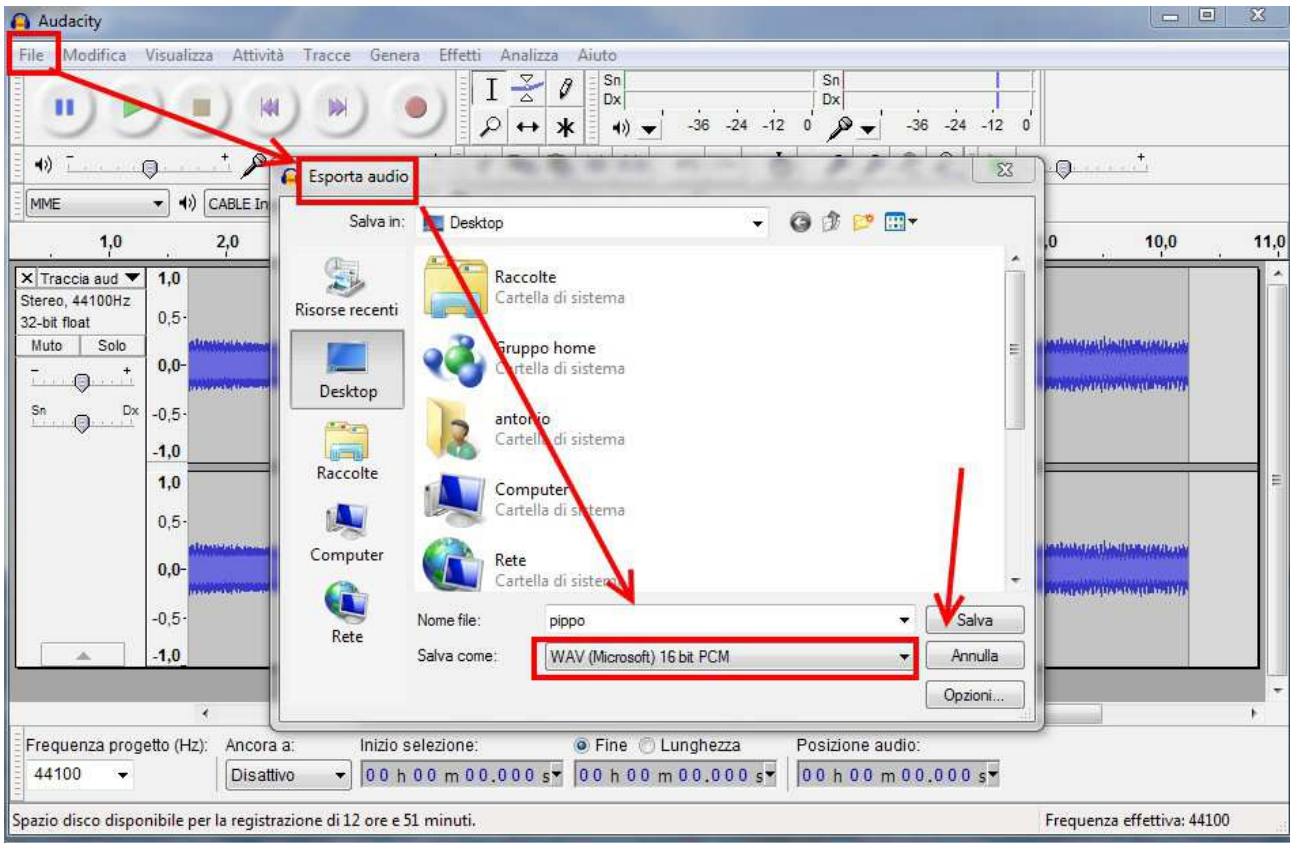 Audacity
File Modifica Visualizza Attività Tracce Genera Effetti Analizza Aiuto
Sn
Dx
-36 -24 -12 0
Sn
Dx
-36 -24 -12 0
MME
CABLE In
1,0 2,0 ,0 10,0 11,0
Traccia aud
Stereo, 44100Hz
32-bit float
Muto Solo
- +
Sn Dx
1,0
0,5
0,0
-0,5
-1,0
1,0
0,5
0,0
-0,5
-1,0
Esporta audio
Salva in: Desktop
Risorse recenti
Desktop
Raccolte
Computer
Rete
Raccolte
Cartella di sistema
Gruppo home
Cartella di sistema
antonio
Cartella di sistema
Computer
Cartella di sistema
Rete
Cartella di sistema
Nome file: pippo Salva
Salva come: WAV (Microsoft) 16 bit PCM Annulla
Opzioni...
Frequenza progetto (Hz): Ancora a: Inizio selezione: Fine Lunghezza Posizione audio:
44100 Disattivo 00 h 00 m 00.000 s 00 h 00 m 00.000 s 00 h 00 m 00.000 s
Spazio disco disponibile per la registrazione di 12 ore e 51 minuti. Frequenza effettiva: 44100